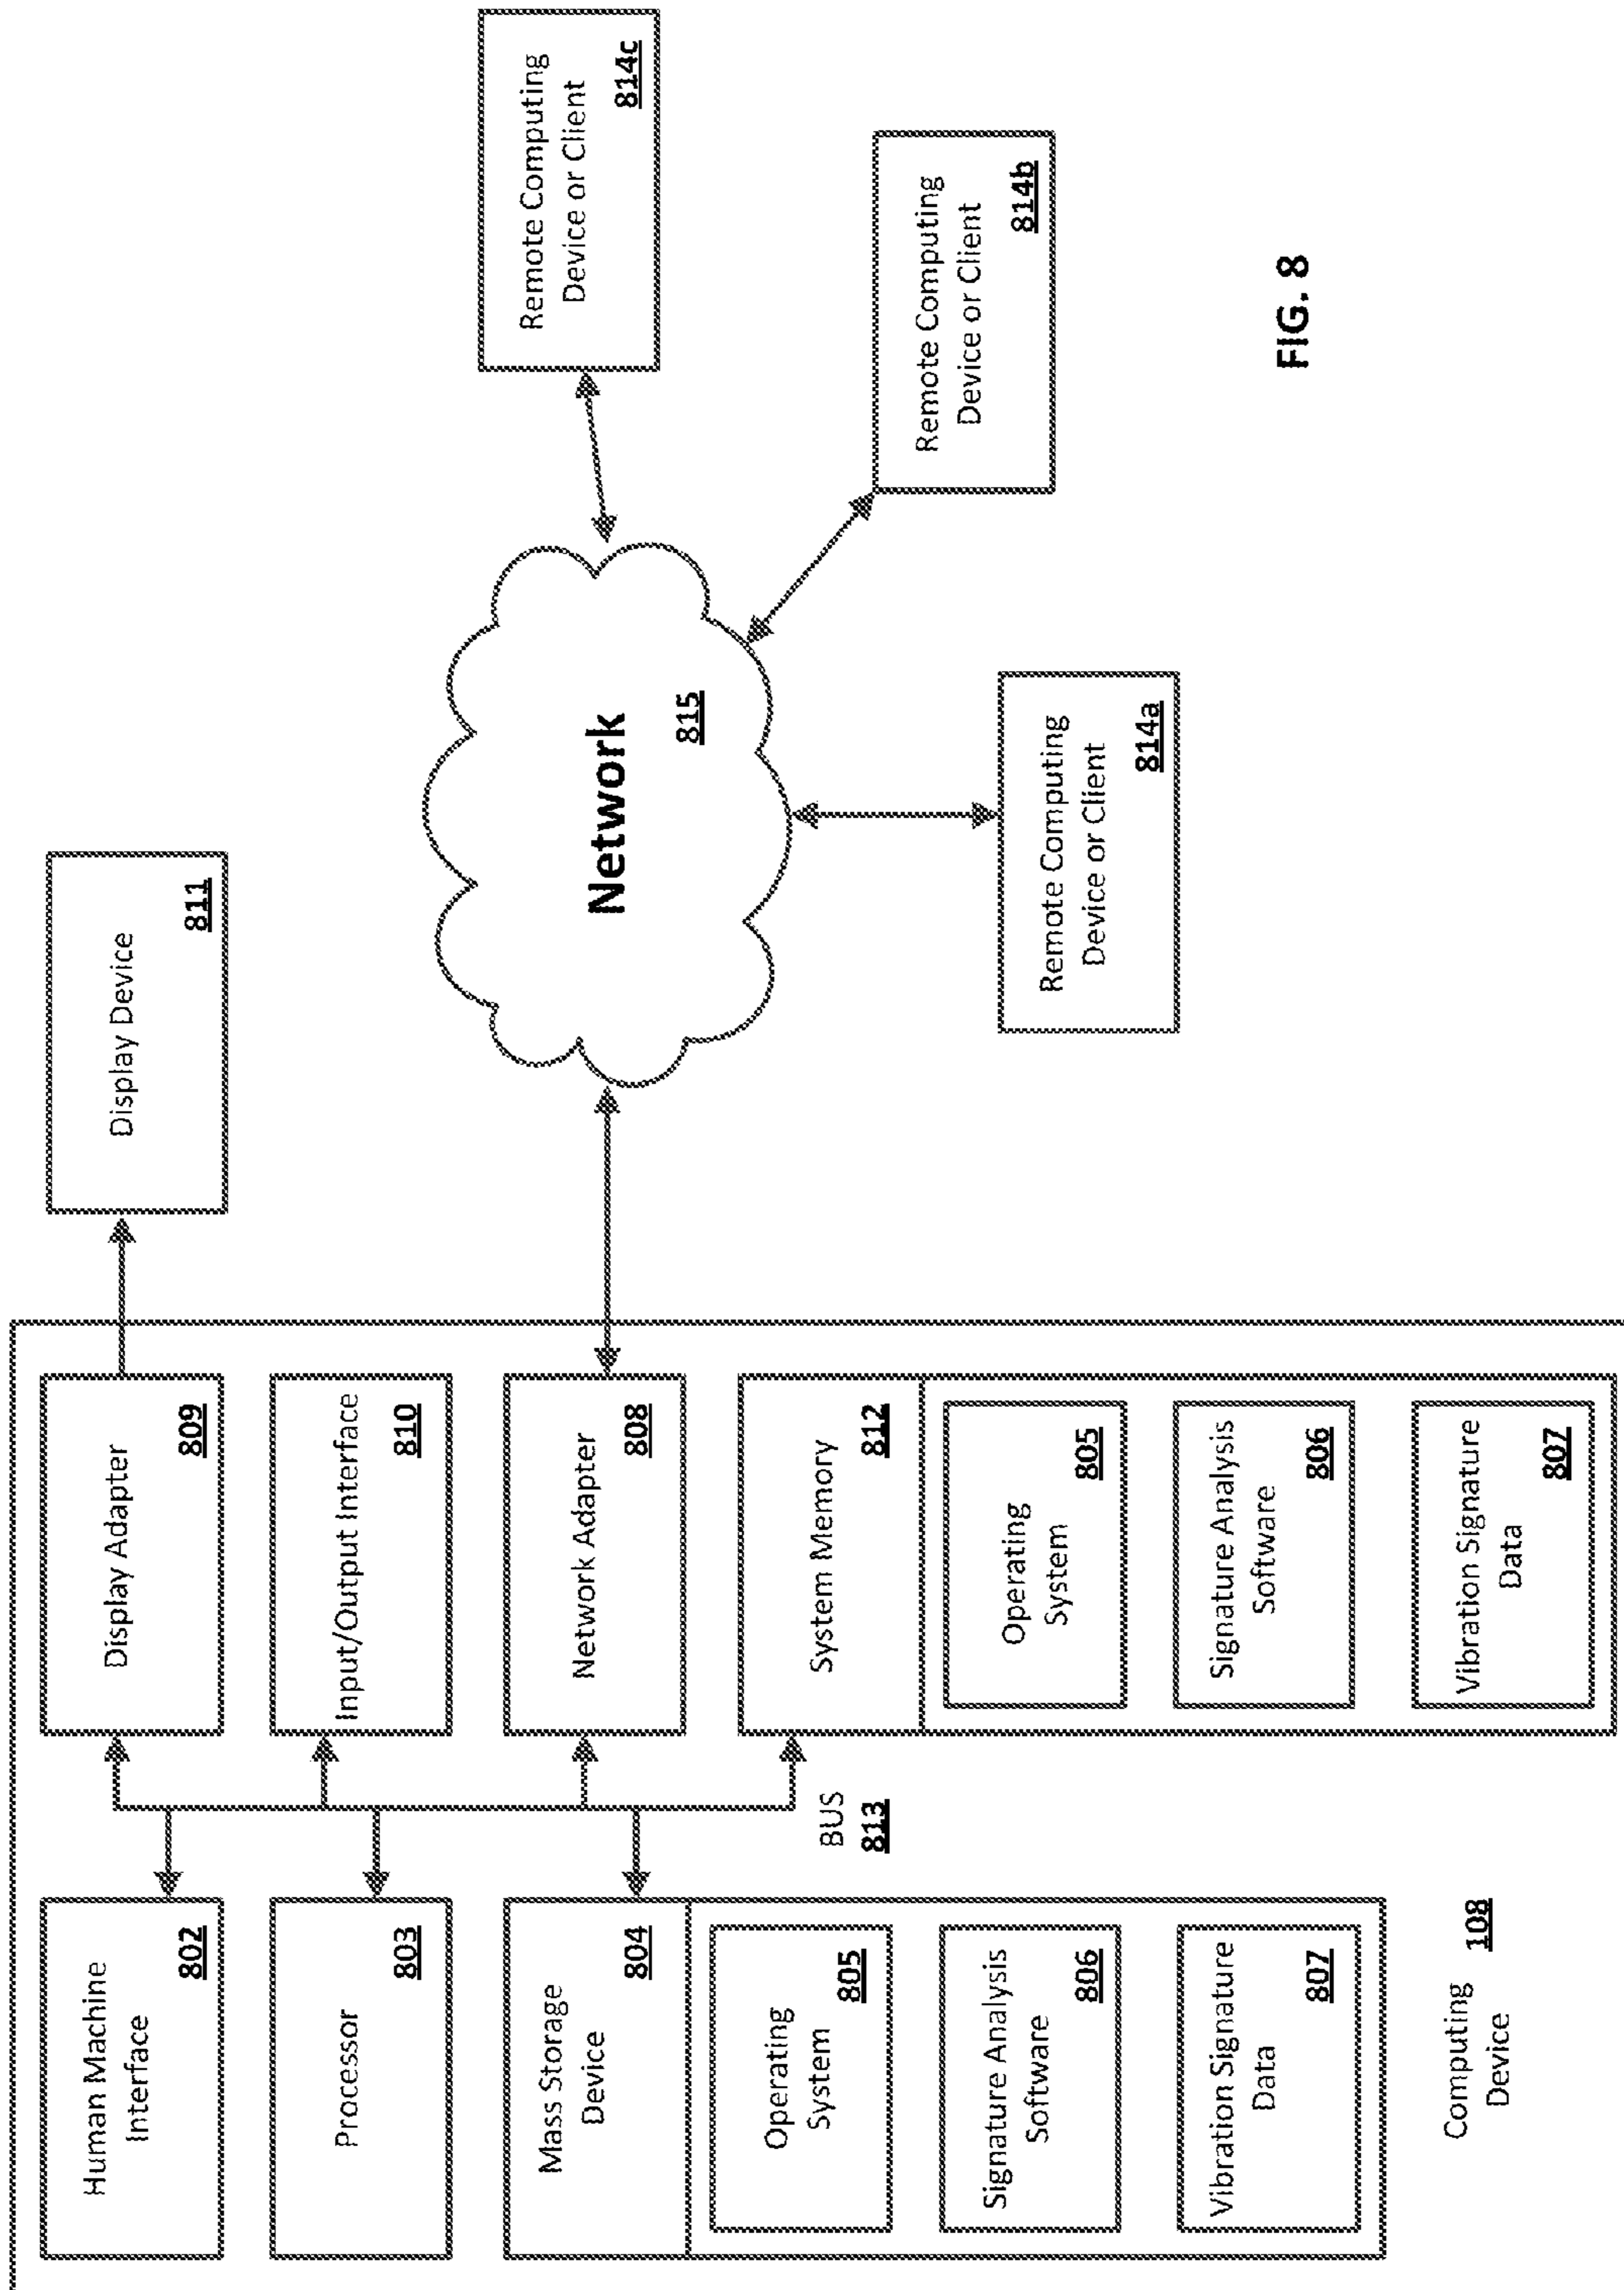 Human Machine
Interface
802
Processor
803
Mass Storage
Device
804
Operating
System
805
Signature Analysis
Software
806
Vibration Signature
Data
807
Computing
Device
108
BUS
813
Display Adapter
809
Input/Output Interface
810
Network Adapter
808
System Memory
812
Operating
System
805
Signature Analysis
Software
806
Vibration Signature
Data
807
Display Device
811
Network
815
Remote Computing
Device or Client
814a
Remote Computing
Device or Client
814b
Remote Computing
Device or Client
814c
FIG. 8